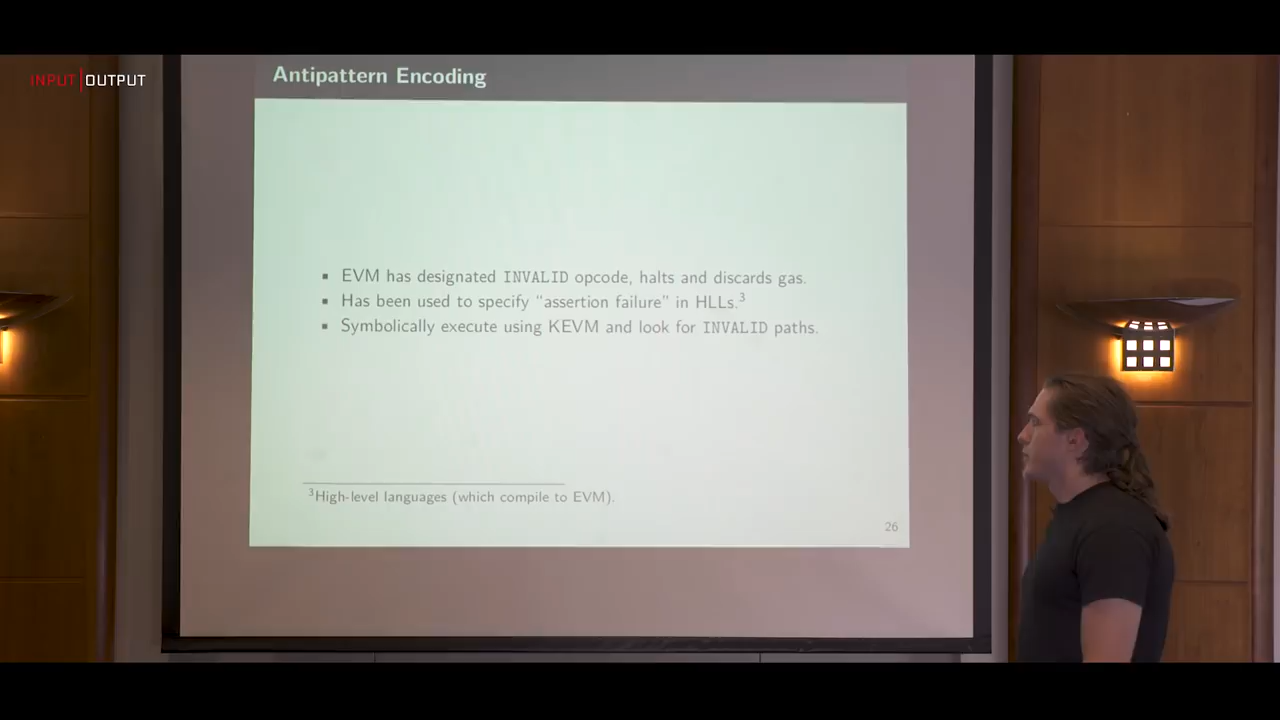 INPUT|OUTPUT
Antipattern Encoding
▪ EVM has designated INVALID opcode, halts and discards gas.
▪ Has been used to specify “assertion failure” in HLLs.³
▪ Symbolically execute using KEVM and look for INVALID paths.
³High-level languages (which compile to EVM).
26